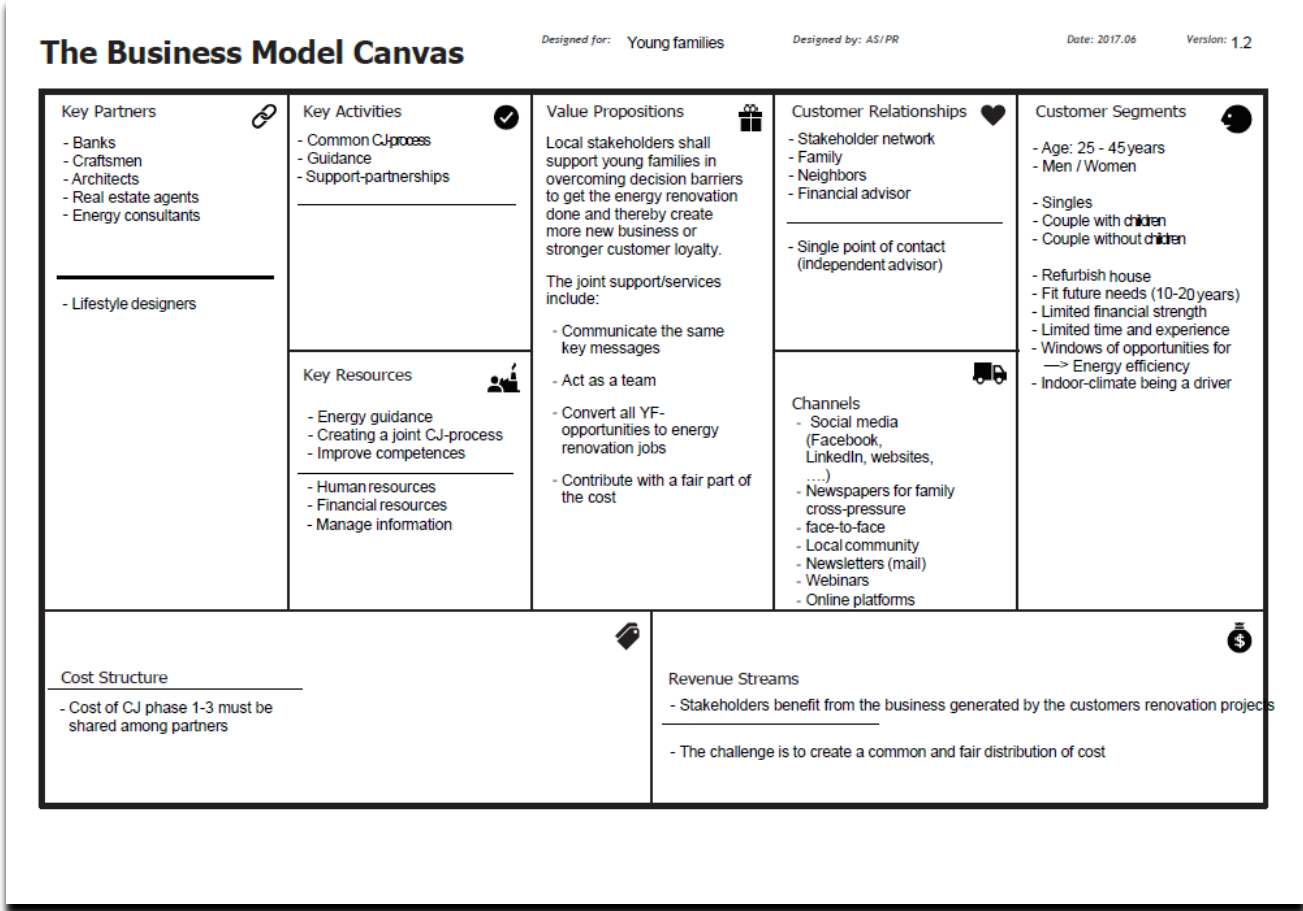 The Business Model Canvas
Designed for: Young families
Designed by: AS/PR
Date: 2017.06
Version: 1.2
Key Partners
- Banks
- Craftsmen
- Architects
- Real estate agents
- Energy consultants
- Lifestyle designers
Key Activities
- Common CJ-process
- Guidance
- Support-partnerships
Key Resources
- Energy guidance
- Creating a joint CJ-process
- Improve competences
- Human resources
- Financial resources
- Manage information
Value Propositions
Local stakeholders shall
support young families in
overcoming decision barriers
to get the energy renovation
done and thereby create
more new business or
stronger customer loyalty.
The joint support/services
include:
- Communicate the same
key messages
- Act as a team
- Convert all YF-
opportunities to energy
renovation jobs
- Contribute with a fair part of
the cost
Customer Relationships
- Stakeholder network
- Family
- Neighbors
- Financial advisor
- Single point of contact
(independent advisor)
Channels
- Social media
(Facebook,
LinkedIn, websites,
….)
- Newspapers for family
cross-pressure
- face-to-face
- Local community
- Newsletters (mail)
- Webinars
- Online platforms
Customer Segments
- Age: 25 - 45 years
- Men / Women
- Singles
- Couple with children
- Couple without children
- Refurbish house
- Fit future needs (10-20 years)
- Limited financial strength
- Limited time and experience
- Windows of opportunities for
—> Energy efficiency
- Indoor-climate being a driver
Cost Structure
- Cost of CJ phase 1-3 must be
shared among partners
$
Revenue Streams
- Stakeholders benefit from the business generated by the customers renovation projects
- The challenge is to create a common and fair distribution of cost